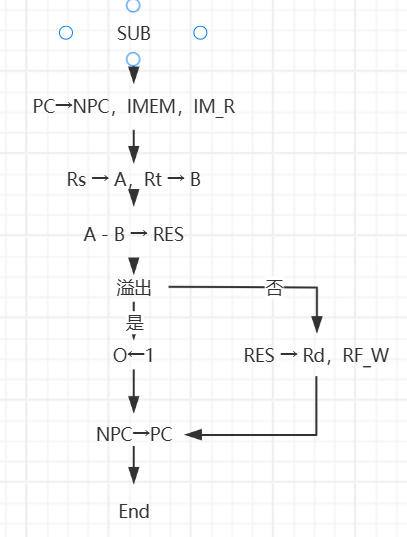 SUB
PC→NPC，IMEM，IM_R
Rs → A，Rt → B
A - B → RES
溢出
否
是
O←1
RES → Rd，RF_W
NPC→PC
End